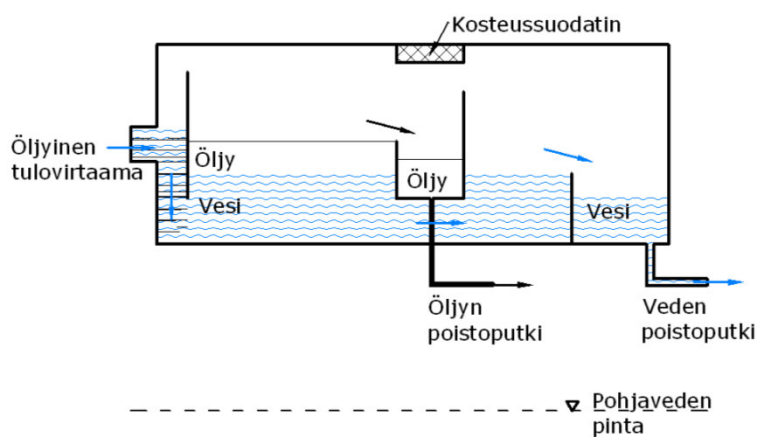 Kosteussuodatin
Öljyinen
tulovirtaama
Öljy
Öljy
Vesi
Vesi
Öljyn
poistoputki
Veden
poistoputki
Pohjaveden
pinta